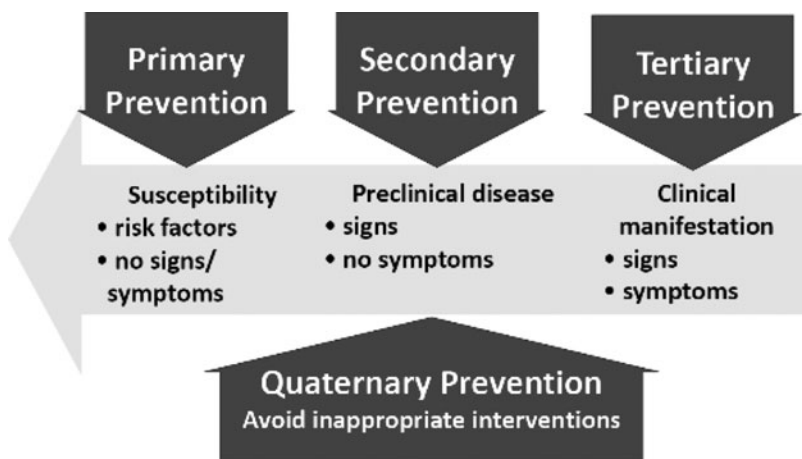 Primary
Prevention
Secondary
Prevention
Tertiary
Prevention
Susceptibility
• risk factors
• no signs/
symptoms
Preclinical disease
• signs
• no symptoms
Clinical
manifestation
• signs
• symptoms
Quaternary Prevention
Avoid inappropriate interventions